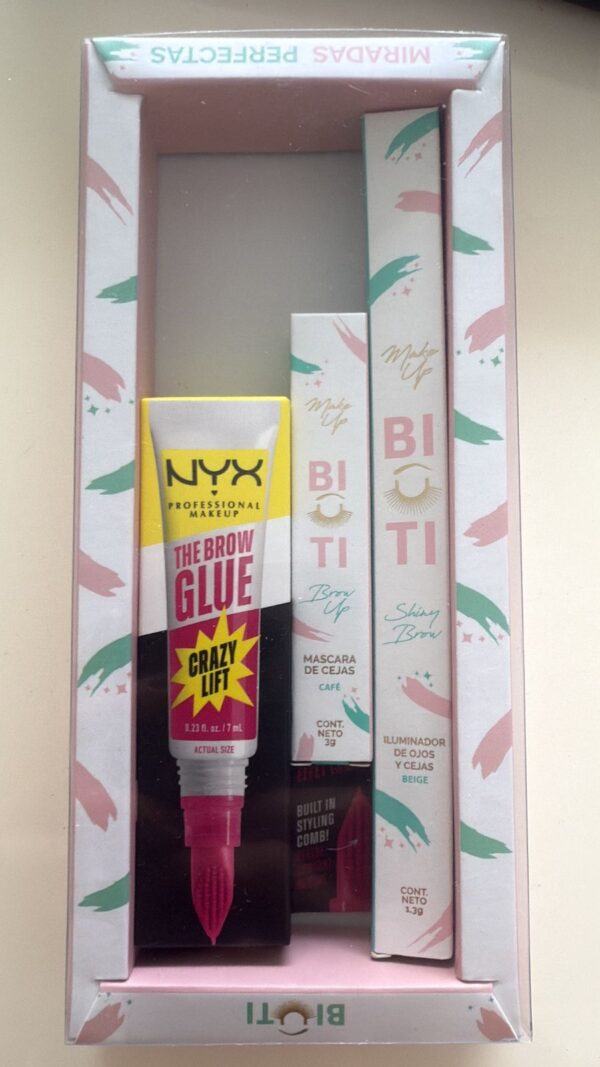 MIRADAS PERFECTAS
NYX
PROFESSIONAL
MAKEUP
THE BROW
GLUE
CRAZY
LIFT
0.23 fl. oz. / 7 mL
ACTUAL SIZE
Make
Up
BI
TI
Brow
Up
MASCARA
DE CEJAS
CAFÉ
CONT.
NETO
3g
BUILT IN
STYLING
COMB!
Make
Up
BI
TI
Shiny
Brow
ILUMINADOR
DE OJOS
Y CEJAS
BEIGE
CONT.
NETO
1.3g
BIOTI